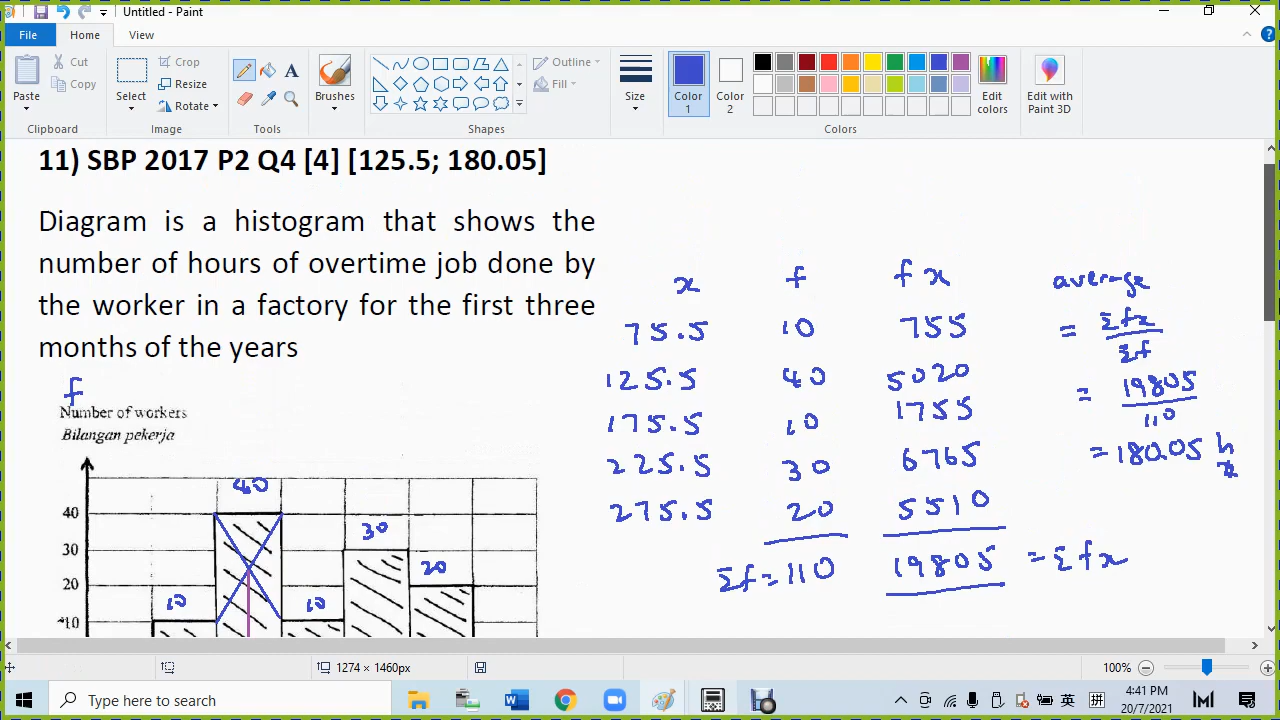 Untitled - Paint
File
Home
View
Paste
Cut
Copy
Clipboard
Select
Crop
Resize
Rotate
Image
A
Tools
Brushes
Outline
Fill
Shapes
Size
Color 1
Color 2
Edit colors
Colors
Edit with Paint 3D
11) SBP 2017 P2 Q4 [4] [125.5; 180.05]
Diagram is a histogram that shows the
number of hours of overtime job done by
the worker in a factory for the first three
months of the years
f
Number of workers
Bilangan pekerja
40
40
30
30
20
20
10
10
10
x f fx
75.5 10 755
125.5 40 5020
175.5 10 1755
225.5 30 6765
275.5 20 5510
Σf = 110 19805 = Σfx
average
= Σfx / Σf
= 19805 / 110
1274 × 1460px
100%
Type here to search
英
拼
4:41 PM
20/7/2021